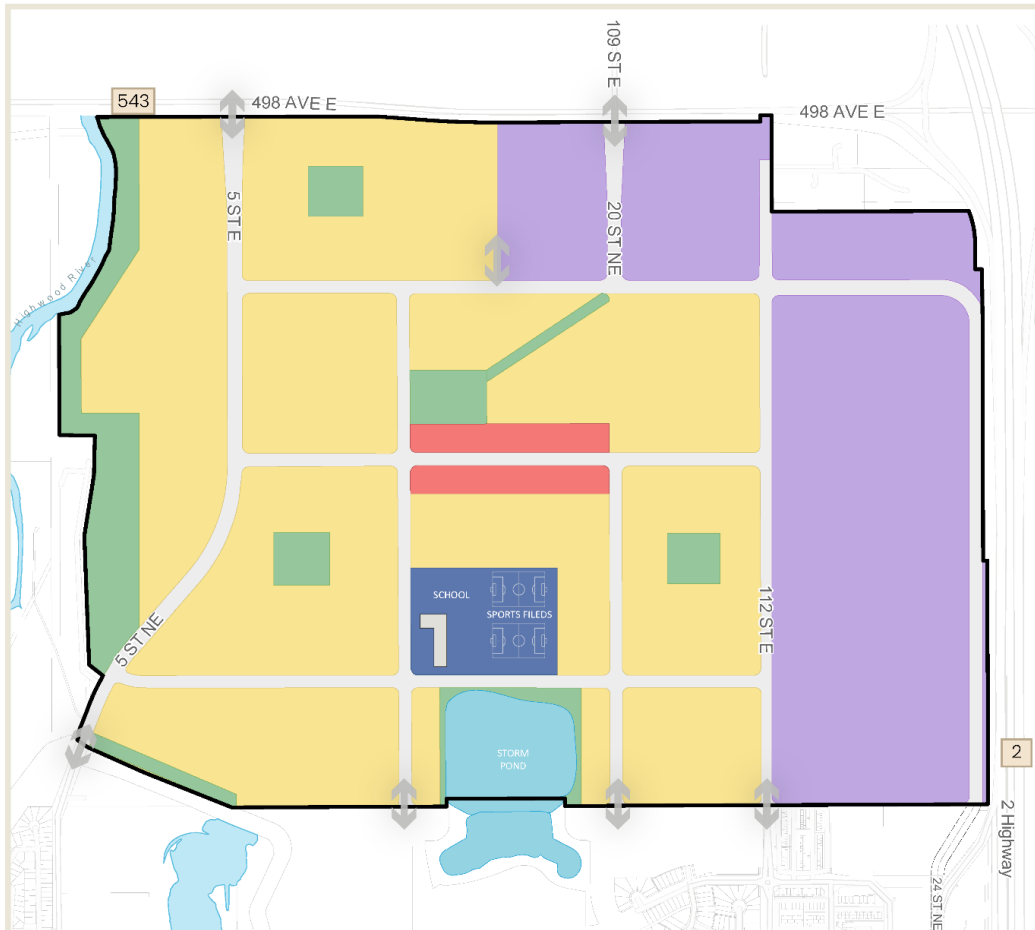 109 ST E
543
498 AVE E
498 AVE E
5 ST E
20 ST NE
Highwood River
SCHOOL
SPORTS FILEDS
112 ST E
5 ST NE
STORM
POND
2
2 Highway
24 ST NE